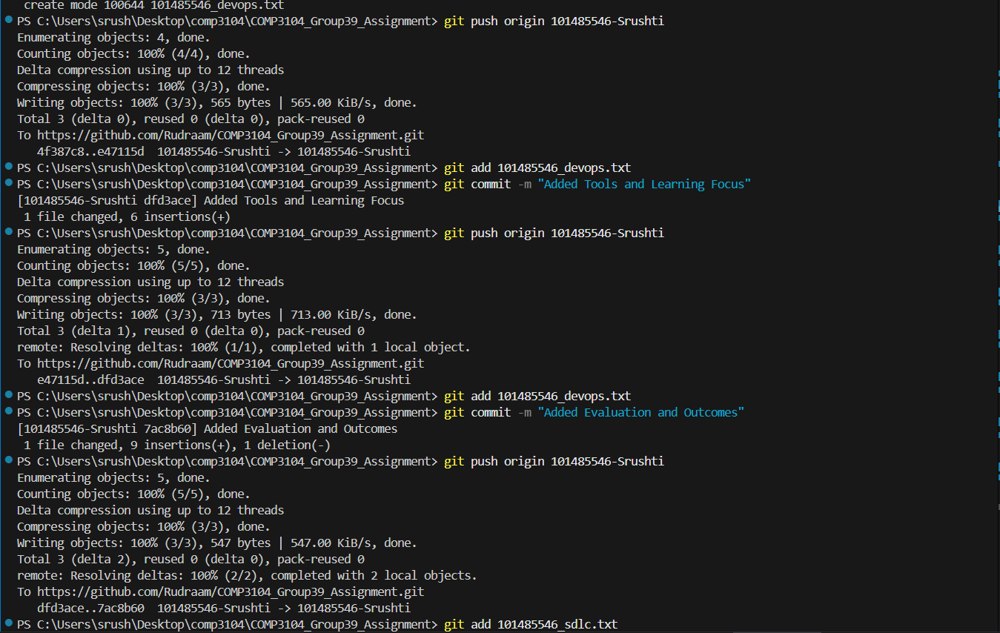 create mode 100644 101485546_devops.txt
PS C:\Users\srush\Desktop\comp3104\COMP3104_Group39_Assignment> git push origin 101485546-Srushti
Enumerating objects: 4, done.
Counting objects: 100% (4/4), done.
Delta compression using up to 12 threads
Compressing objects: 100% (3/3), done.
Writing objects: 100% (3/3), 565 bytes | 565.00 KiB/s, done.
Total 3 (delta 0), reused 0 (delta 0), pack-reused 0
To https://github.com/Rudraam/COMP3104_Group39_Assignment.git
4f387c8..e47115d  101485546-Srushti -> 101485546-Srushti
PS C:\Users\srush\Desktop\comp3104\COMP3104_Group39_Assignment> git add 101485546_devops.txt
PS C:\Users\srush\Desktop\comp3104\COMP3104_Group39_Assignment> git commit -m "Added Tools and Learning Focus"
[101485546-Srushti dfd3ace] Added Tools and Learning Focus
1 file changed, 6 insertions(+)
PS C:\Users\srush\Desktop\comp3104\COMP3104_Group39_Assignment> git push origin 101485546-Srushti
Enumerating objects: 5, done.
Counting objects: 100% (5/5), done.
Delta compression using up to 12 threads
Compressing objects: 100% (3/3), done.
Writing objects: 100% (3/3), 713 bytes | 713.00 KiB/s, done.
Total 3 (delta 1), reused 0 (delta 0), pack-reused 0
remote: Resolving deltas: 100% (1/1), completed with 1 local object.
To https://github.com/Rudraam/COMP3104_Group39_Assignment.git
e47115d..dfd3ace  101485546-Srushti -> 101485546-Srushti
PS C:\Users\srush\Desktop\comp3104\COMP3104_Group39_Assignment> git add 101485546_devops.txt
PS C:\Users\srush\Desktop\comp3104\COMP3104_Group39_Assignment> git commit -m "Added Evaluation and Outcomes"
[101485546-Srushti 7ac8b60] Added Evaluation and Outcomes
1 file changed, 9 insertions(+), 1 deletion(-)
PS C:\Users\srush\Desktop\comp3104\COMP3104_Group39_Assignment> git push origin 101485546-Srushti
Enumerating objects: 5, done.
Counting objects: 100% (5/5), done.
Delta compression using up to 12 threads
Compressing objects: 100% (3/3), done.
Writing objects: 100% (3/3), 547 bytes | 547.00 KiB/s, done.
Total 3 (delta 2), reused 0 (delta 0), pack-reused 0
remote: Resolving deltas: 100% (2/2), completed with 2 local objects.
To https://github.com/Rudraam/COMP3104_Group39_Assignment.git
dfd3ace..7ac8b60  101485546-Srushti -> 101485546-Srushti
PS C:\Users\srush\Desktop\comp3104\COMP3104_Group39_Assignment> git add 101485546_sdlc.txt